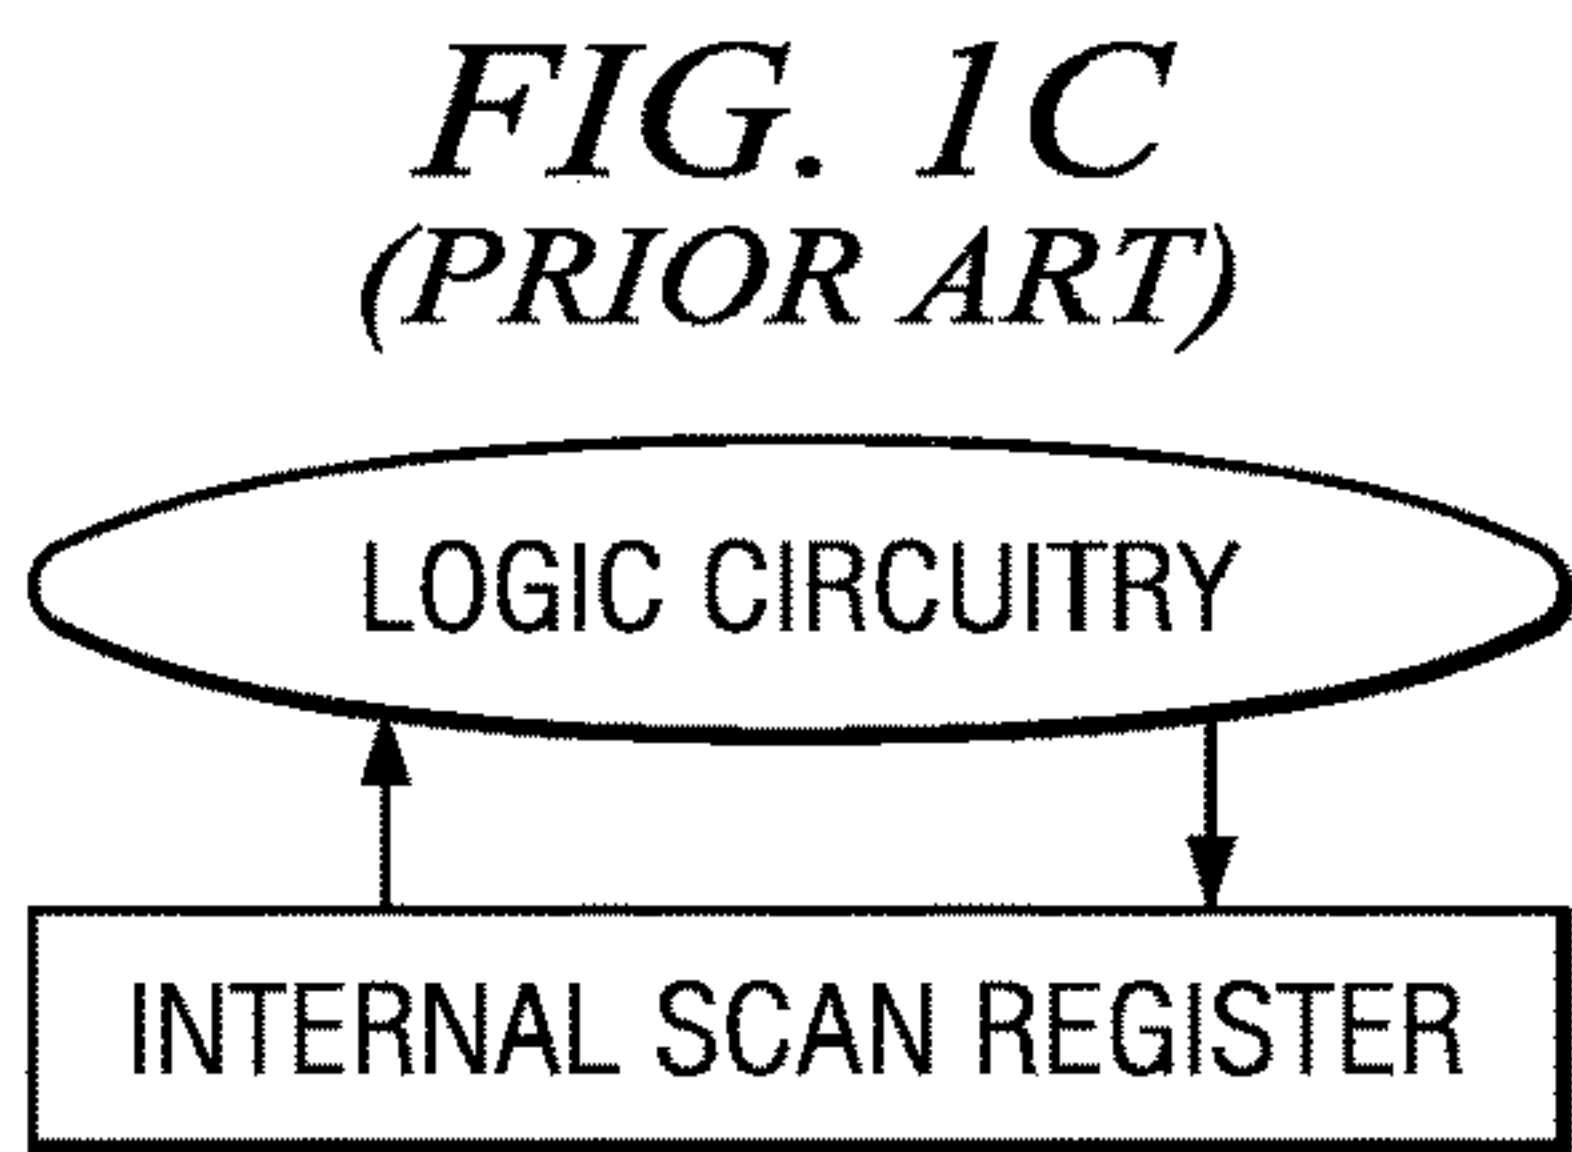 FIG. 1C
(PRIOR ART)
LOGIC CIRCUITRY
INTERNAL SCAN REGISTER